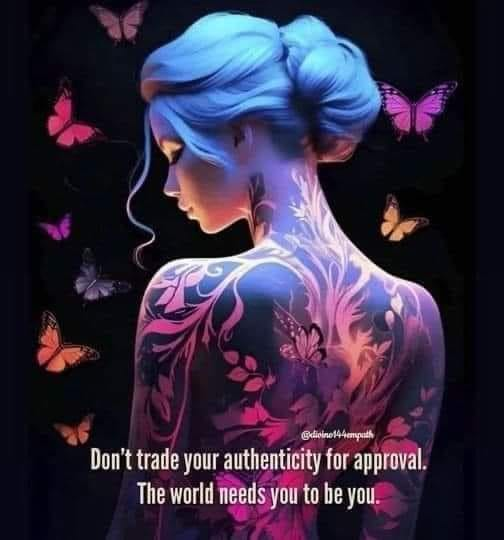 @divine144empath
Don't trade your authenticity for approval.
The world needs you to be you.